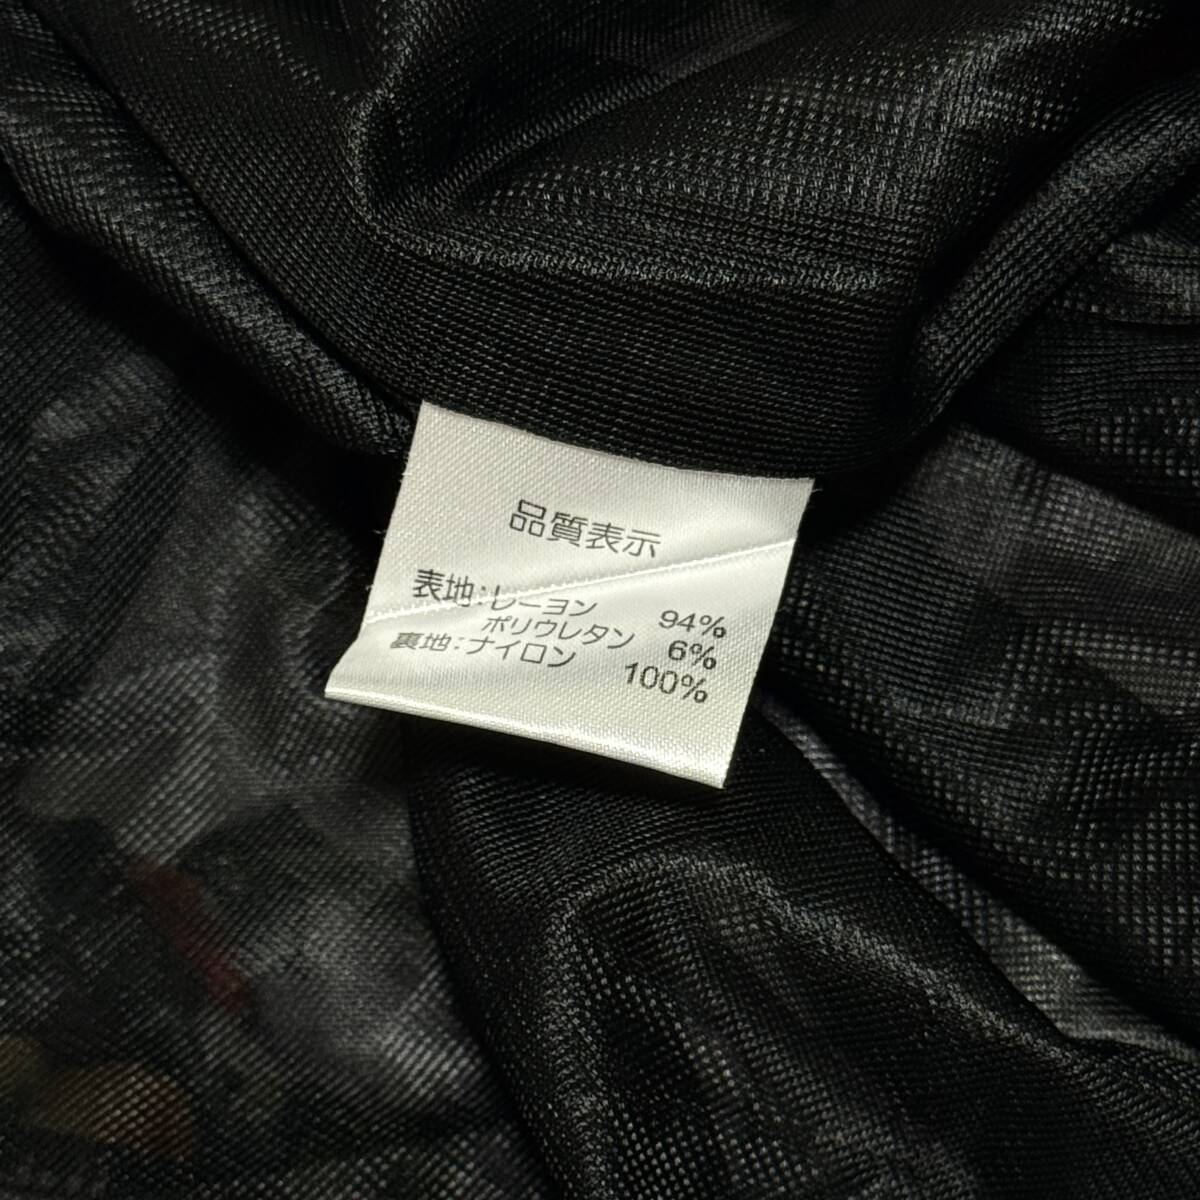 品質表示
表地:レーヨン 94%
ポリウレタン 6%
裏地:ナイロン 100%